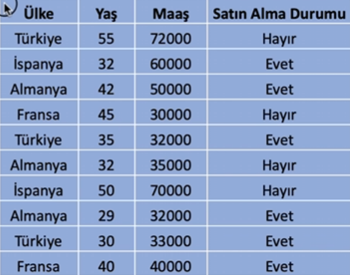 Ülke Yaş Maaş Satın Alma Durumu
Türkiye 55 72000 Hayır
İspanya 32 60000 Evet
Almanya 42 50000 Evet
Fransa 45 30000 Hayır
Türkiye 35 32000 Evet
Almanya 32 35000 Hayır
İspanya 50 70000 Hayır
Almanya 29 32000 Evet
Türkiye 30 33000 Evet
Fransa 40 40000 Evet